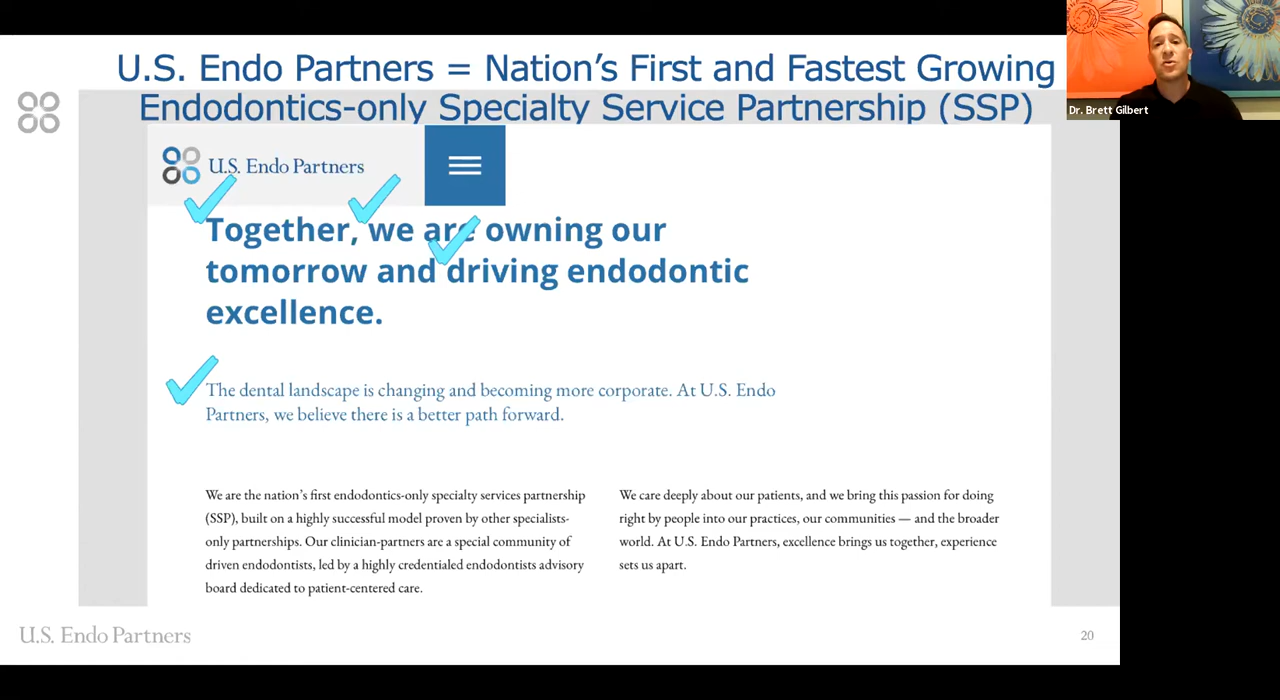 U.S. Endo Partners = Nation's First and Fastest Growing
Endodontics-only Specialty Service Partnership (SSP)
Dr. Brett Gilbert
U.S. Endo Partners
Together, we are owning our
tomorrow and driving endodontic
excellence.
The dental landscape is changing and becoming more corporate. At U.S. Endo
Partners, we believe there is a better path forward.
We are the nation's first endodontics-only specialty services partnership
(SSP), built on a highly successful model proven by other specialists-
only partnerships. Our clinician-partners are a special community of
driven endodontists, led by a highly credentialed endodontists advisory
board dedicated to patient-centered care.
We care deeply about our patients, and we bring this passion for doing
right by people into our practices, our communities — and the broader
world. At U.S. Endo Partners, excellence brings us together, experience
sets us apart.
U.S. Endo Partners
20